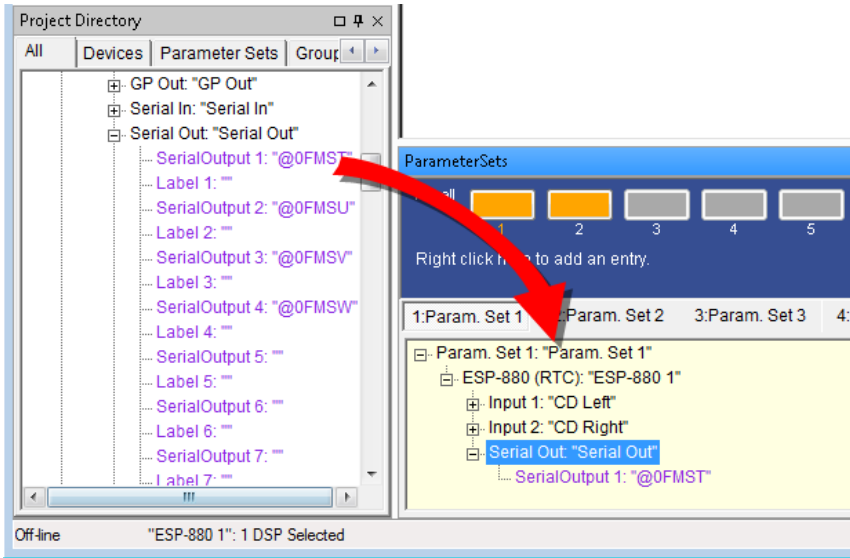 Project Directory
All
Devices
Parameter Sets
GP Out: "GP Out"
Serial In: "Serial In"
Serial Out: "Serial Out"
SerialOutput 1: "@0FMST"
Label 1: ""
SerialOutput 2: "@0FMSU"
Label 2: ""
SerialOutput 3: "@0FMSV"
Label 3: ""
SerialOutput 4: "@0FMSW"
Label 4: ""
SerialOutput 5: ""
Label 5: ""
SerialOutput 6: ""
Label 6: ""
SerialOutput 7: ""
Label 7: ""
Off-line
"ESP-880 1": 1 DSP Selected
ParameterSets
1 2 3 4 5
Right click to add an entry.
1:Param. Set 1
Param. Set 2
3:Param. Set 3
4:
Param. Set 1: "Param. Set 1"
ESP-880 (RTC): "ESP-880 1"
Input 1: "CD Left"
Input 2: "CD Right"
Serial Out: "Serial Out"
SerialOutput 1: "@0FMST"